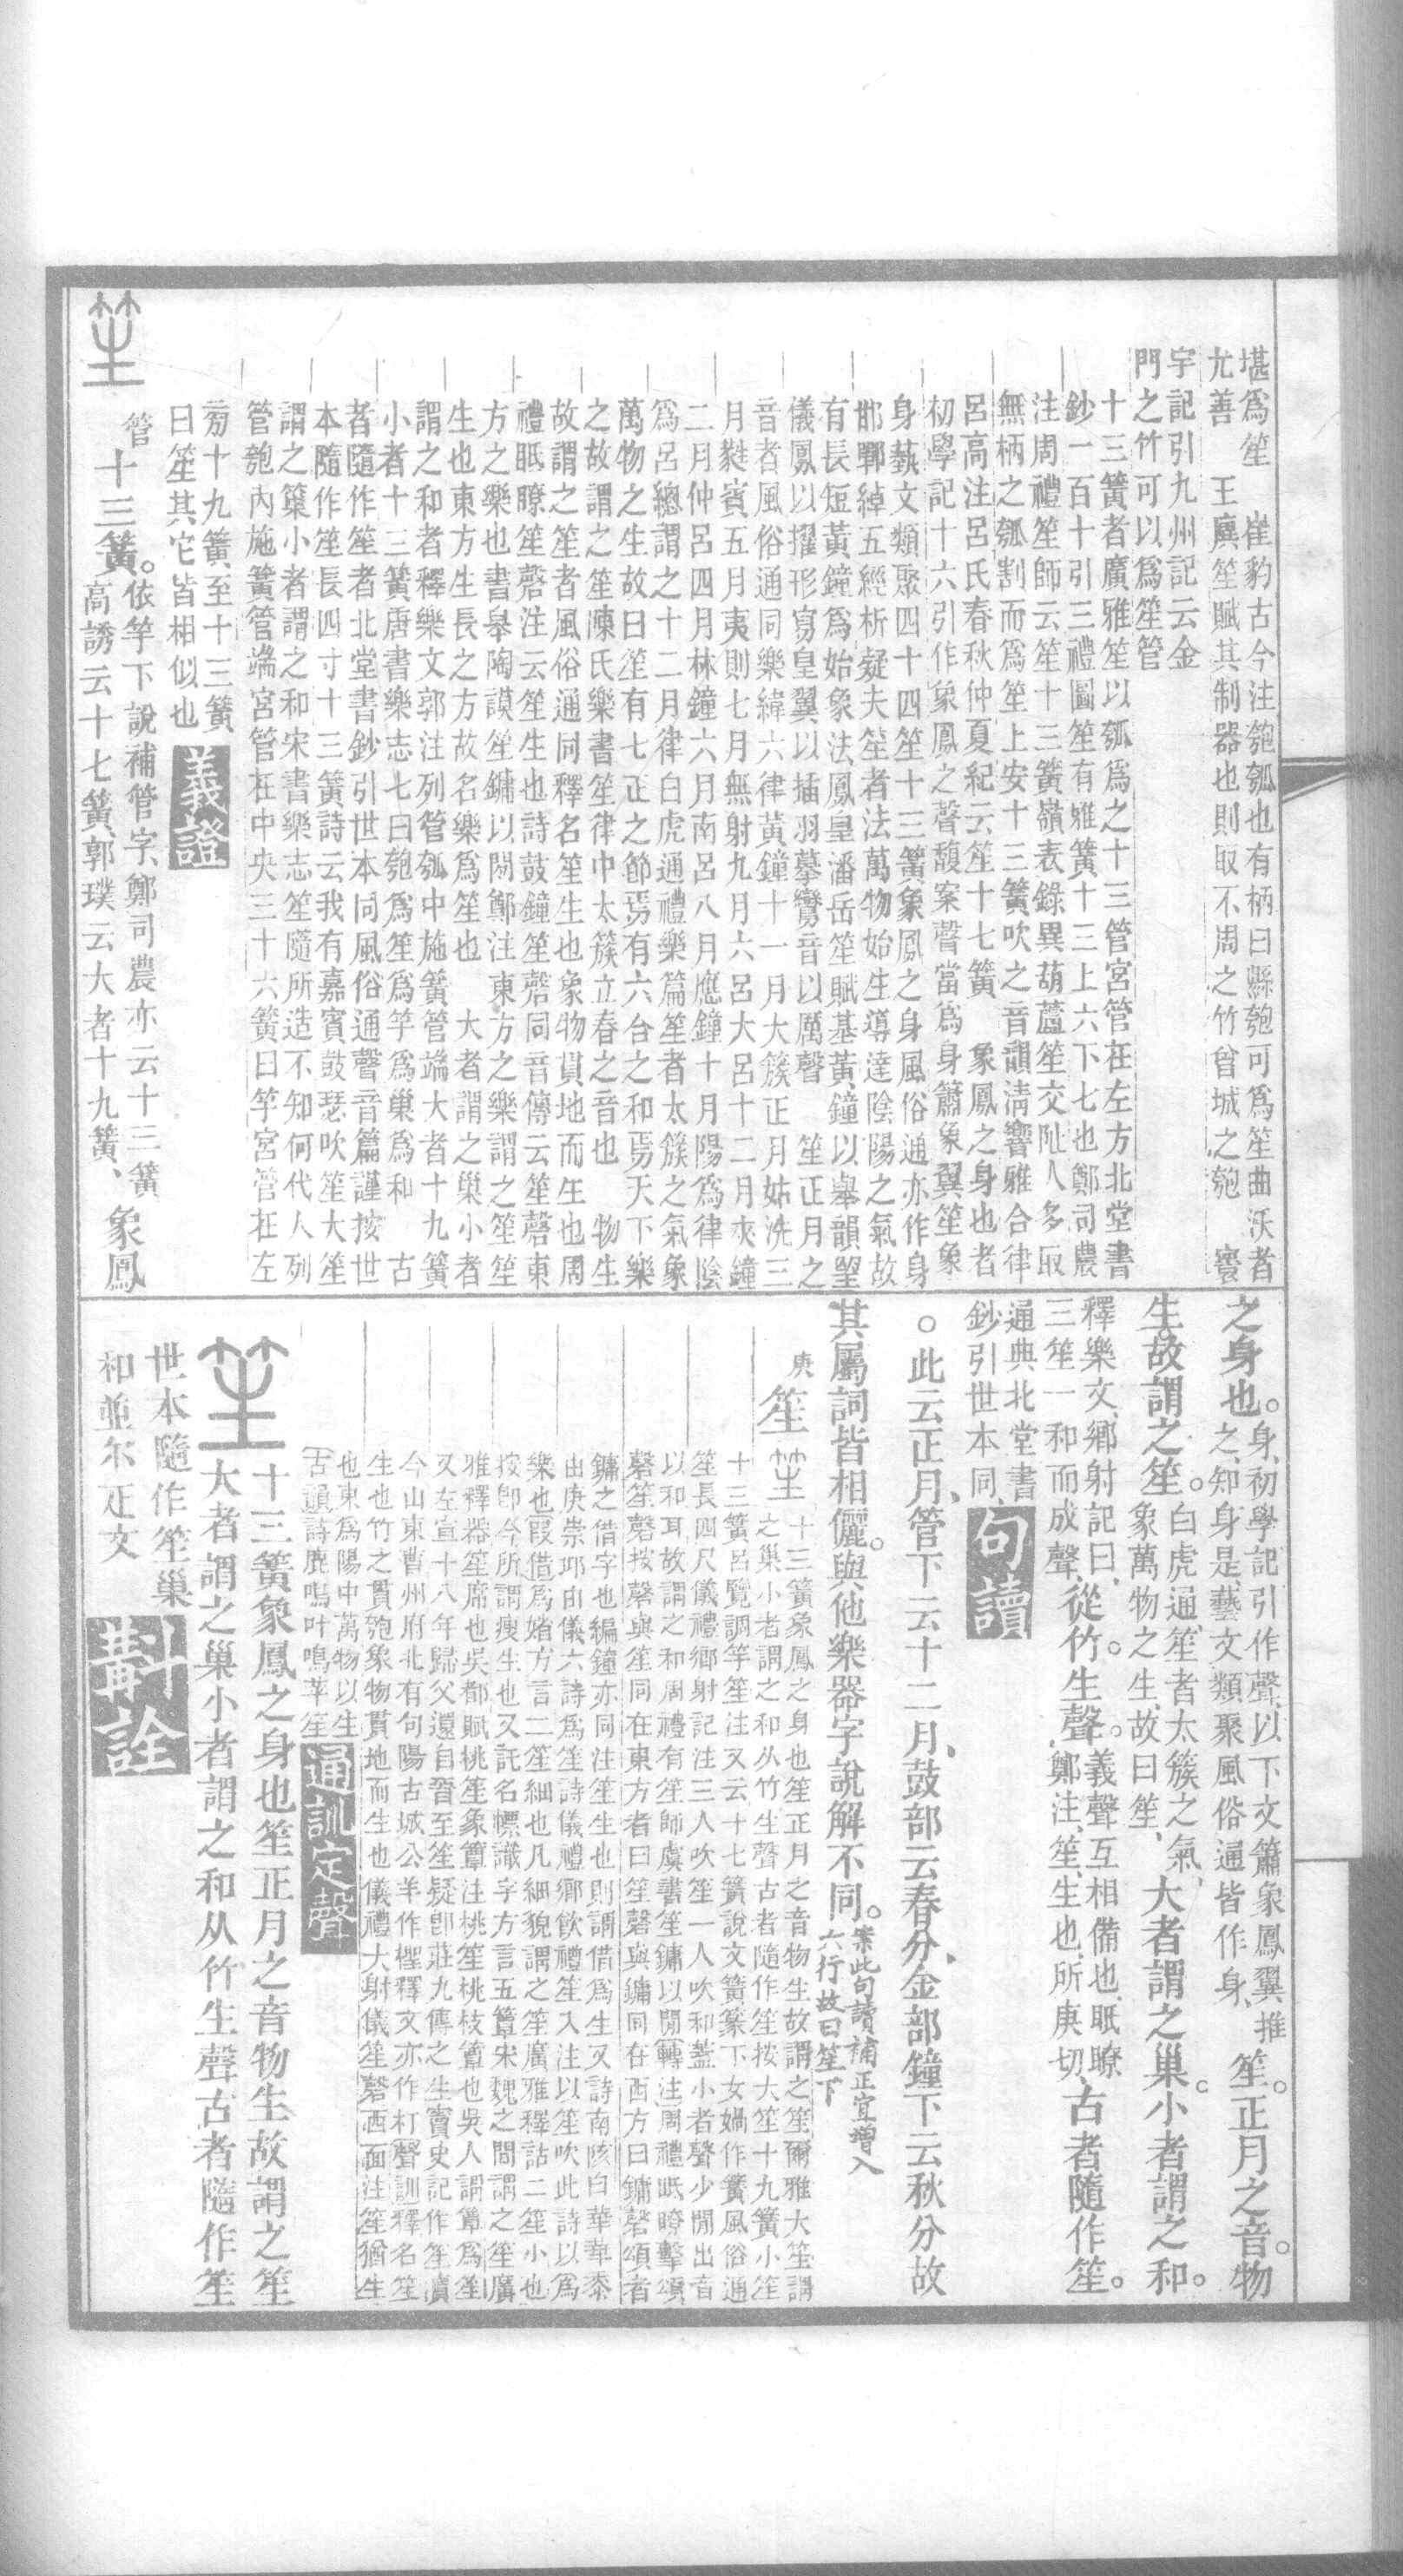 堪爲笙　崔豹古今注匏瓠也有柄曰縣匏可爲笙曲沃者
尤善　王廙笙賦其制器也則取不周之竹曾城之匏　寰
宇記引九州記云金
門之竹可以爲笙管
十三簧者廣雅笙以瓠爲之十三管宮管在左方北堂書
鈔一百十引三禮圖笙有雅簧十三上六下七也鄭司農
注周禮笙師云笙十三簧嶺表錄異葫蘆笙交阯人多取
無柄之瓠割而爲笙上安十三簧吹之音韻淸響雅合律
呂高注呂氏春秋仲夏紀云笙十七簧　象鳳之身也者
初學記十六引作象鳳之聲馥案聲當爲身簫象翼笙象
身藝文類聚四十四笙十三簧象鳳之身風俗通亦作身
邯鄲綽五經析疑夫笙者法萬物始生導達陰陽之氣故
有長短黃鐘爲始象法鳳皇潘岳笙賦基黃鐘以舉韻望
儀鳳以擢形寫皇翼以插羽摹鸞音以厲聲　笙正月之
音者風俗通同樂緯六律黃鐘十一月大簇正月姑洗三
月蕤賓五月夷則七月無射九月六呂大呂十二月夾鐘
二月仲呂四月林鐘六月南呂八月應鐘十月陽爲律陰
爲呂總謂之十二月律白虎通禮樂篇笙者太簇之氣象
萬物之生故曰笙有七正之節焉有六合之和焉天下樂
之故謂之笙陳氏樂書笙律中太簇立春之音也　物生
故謂之笙者風俗通同釋名笙生也象物貫地而生也周
禮眡瞭笙磬注云笙生也詩鼓鐘笙磬同音傳云笙磬東
方之樂也書舉陶謨笙鏞以閒鄭注東方之樂謂之笙笙
生也東方生長之方故名樂爲笙也　大者謂之巢小者
謂之和者釋樂文郭注列管瓠中施簧管端大者十九簧
小者十三簧唐書樂志七曰匏爲笙爲竽爲巢爲和　古
者隨作笙者北堂書鈔引世本同風俗通聲音篇謹按世
本隨作笙長四寸十三簧詩云我有嘉賓鼓瑟吹笙大笙
謂之簧小者謂之和宋書樂志笙隨所造不知何代人列
管匏內施簧管端宮管在中央三十六簧曰竽宮管在左
㫄十九簧至十三簧
曰笙其它皆相似也義證
管十三簧。依竽下說補管字、鄭司農亦云十三簧
高誘云十七簧、郭璞云大者十九簧、象鳳
之身也。身、初學記引作聲、以下文簫象鳳翼推
之、知身是、藝文類聚風俗通皆作身、笙。正月之音。物
生故謂之笙。白虎通、笙者太簇之氣、
象萬物之生、故曰笙、大者謂之巢。小者謂之和。
釋樂文、鄉射記曰、
三笙一和而成聲、從竹。生聲。義聲互相備也、眡瞭
鄭注、笙、生也、所庚切、古者隨作笙。
通典北堂書
鈔引世本同、句讀
○此云正月、管下云十二月、鼓部云春分、金部鐘下云秋分故
其屬詞皆相儷。與他樂器字說解不同。案此句讀補正宜增入
六行故曰笙下
庚笙　十三簧象鳳之身也笙正月之音物生故謂之笙爾雅大笙謂
之巢小者謂之和从竹生聲古者隨作笙按大笙十九簧小笙
十三簧呂覽調竽笙注又云十七簧說文簧篆下女媧作簧風俗通
笙長四尺儀禮鄉射記注三人吹笙一人吹和蓋小者聲少閒出音
以和耳故謂之和周禮有笙師虞書笙鏞以閒轉注周禮眡瞭擊頌
磬笙磬按磬與笙同在東方者曰笙磬與鏞同在西方曰鏞磬頌者
鏞之借字也編鐘亦同注笙生也則謂借爲生又詩南陔白華華黍
由庚崇邱由儀六詩爲笙詩儀禮鄉飲禮笙入注以笙吹此詩以爲
樂也叚借爲㛗方言二笙細也凡細貌謂之笙廣雅釋詁二笙小也
按卽今所謂瘦生也又託名幖識字方言五簟宋魏之閒謂之笙廣
雅釋器笙席也吳都賦桃笙象簟注桃笙桃枝簟也吳人謂簟爲笙
又左宣十八年歸父還自晉至笙疑卽莊九傳之生竇史記作笙瀆
今山東曹州府北有句陽古城公羊作檉釋文亦作朾聲訓釋名笙
生也竹之貫匏象物貫地而生也儀禮大射儀笙磬西面注笙猶生
也東爲陽中萬物以生
古韻詩鹿鳴叶鳴苹笙通訓定聲
十三簧象鳳之身也笙正月之音物生故謂之笙
大者謂之巢小者謂之和从竹生聲古者隨作笙
世本隨作笙巢
和並尔疋文斠詮